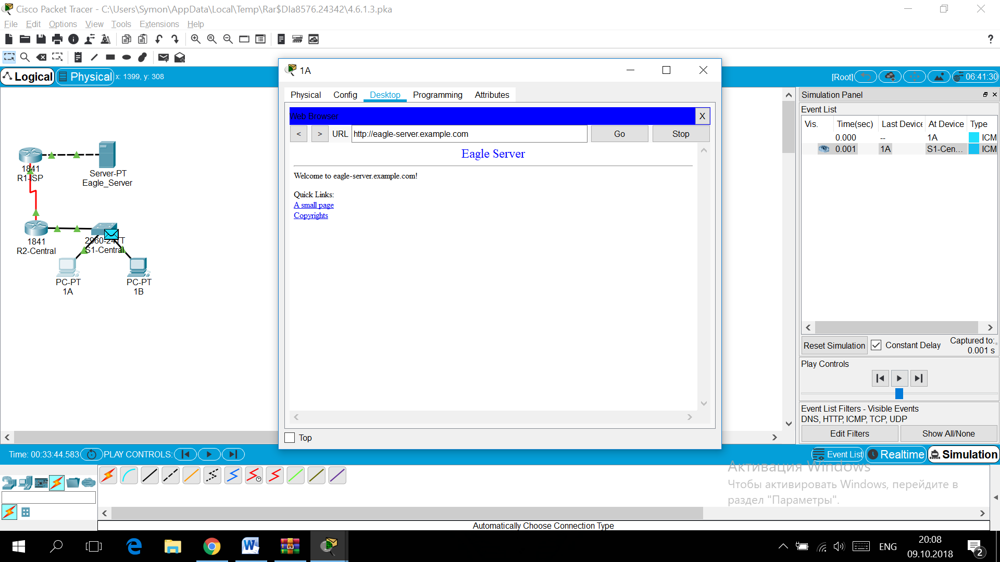 Cisco Packet Tracer - C:\Users\Symon\AppData\Local\Temp\Rar$DIa8576.24342\4.6.1.3.pka
File Edit Options View Tools Extensions Help
?
Logical Physical x: 1399, y: 308
[Root] 06:41:30
1841
R1-ISP
Server-PT
Eagle_Server
1841
R2-Central
2960-24TT
S1-Central
PC-PT
1A
PC-PT
1B
1A
Physical Config Desktop Programming Attributes
Web Browser X
< > URL http://eagle-server.example.com Go Stop
Eagle Server
Welcome to eagle-server.example.com!
Quick Links:
A small page
Copyrights
Top
Simulation Panel
Event List
Vis. Time(sec) Last Device At Device Type
0.000 -- 1A ICM
0.001 1A S1-Cen... ICM
Reset Simulation Constant Delay Captured to:
0.001 s
Play Controls
Event List Filters - Visible Events
DNS, HTTP, ICMP, TCP, UDP
Edit Filters Show All/None
Time: 00:33:44.583 PLAY CONTROLS:
Event List Realtime Simulation
Активация Windows
Чтобы активировать Windows, перейдите в
раздел "Параметры".
Automatically Choose Connection Type
ENG
20:08
09.10.2018
2